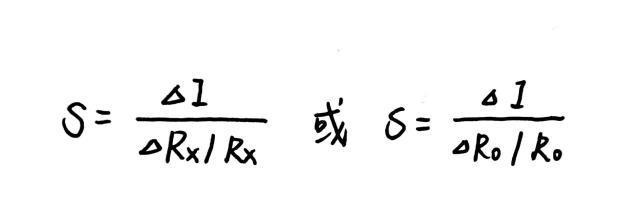 S = ΔI / (ΔRx / Rx) 或 S = ΔI / (ΔR₀ / R₀)